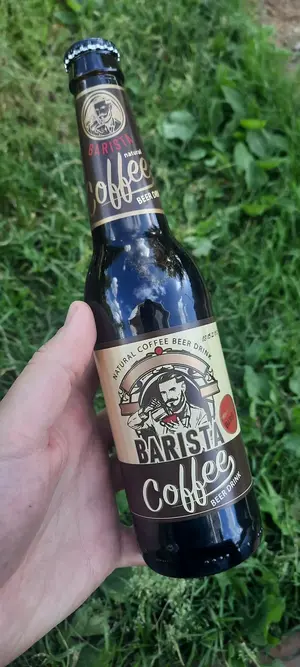 BARISTA
natural
Coffee
BEER DRINK
NATURAL COFFEE BEER DRINK
BARISTA
Coffee
BEER DRINK